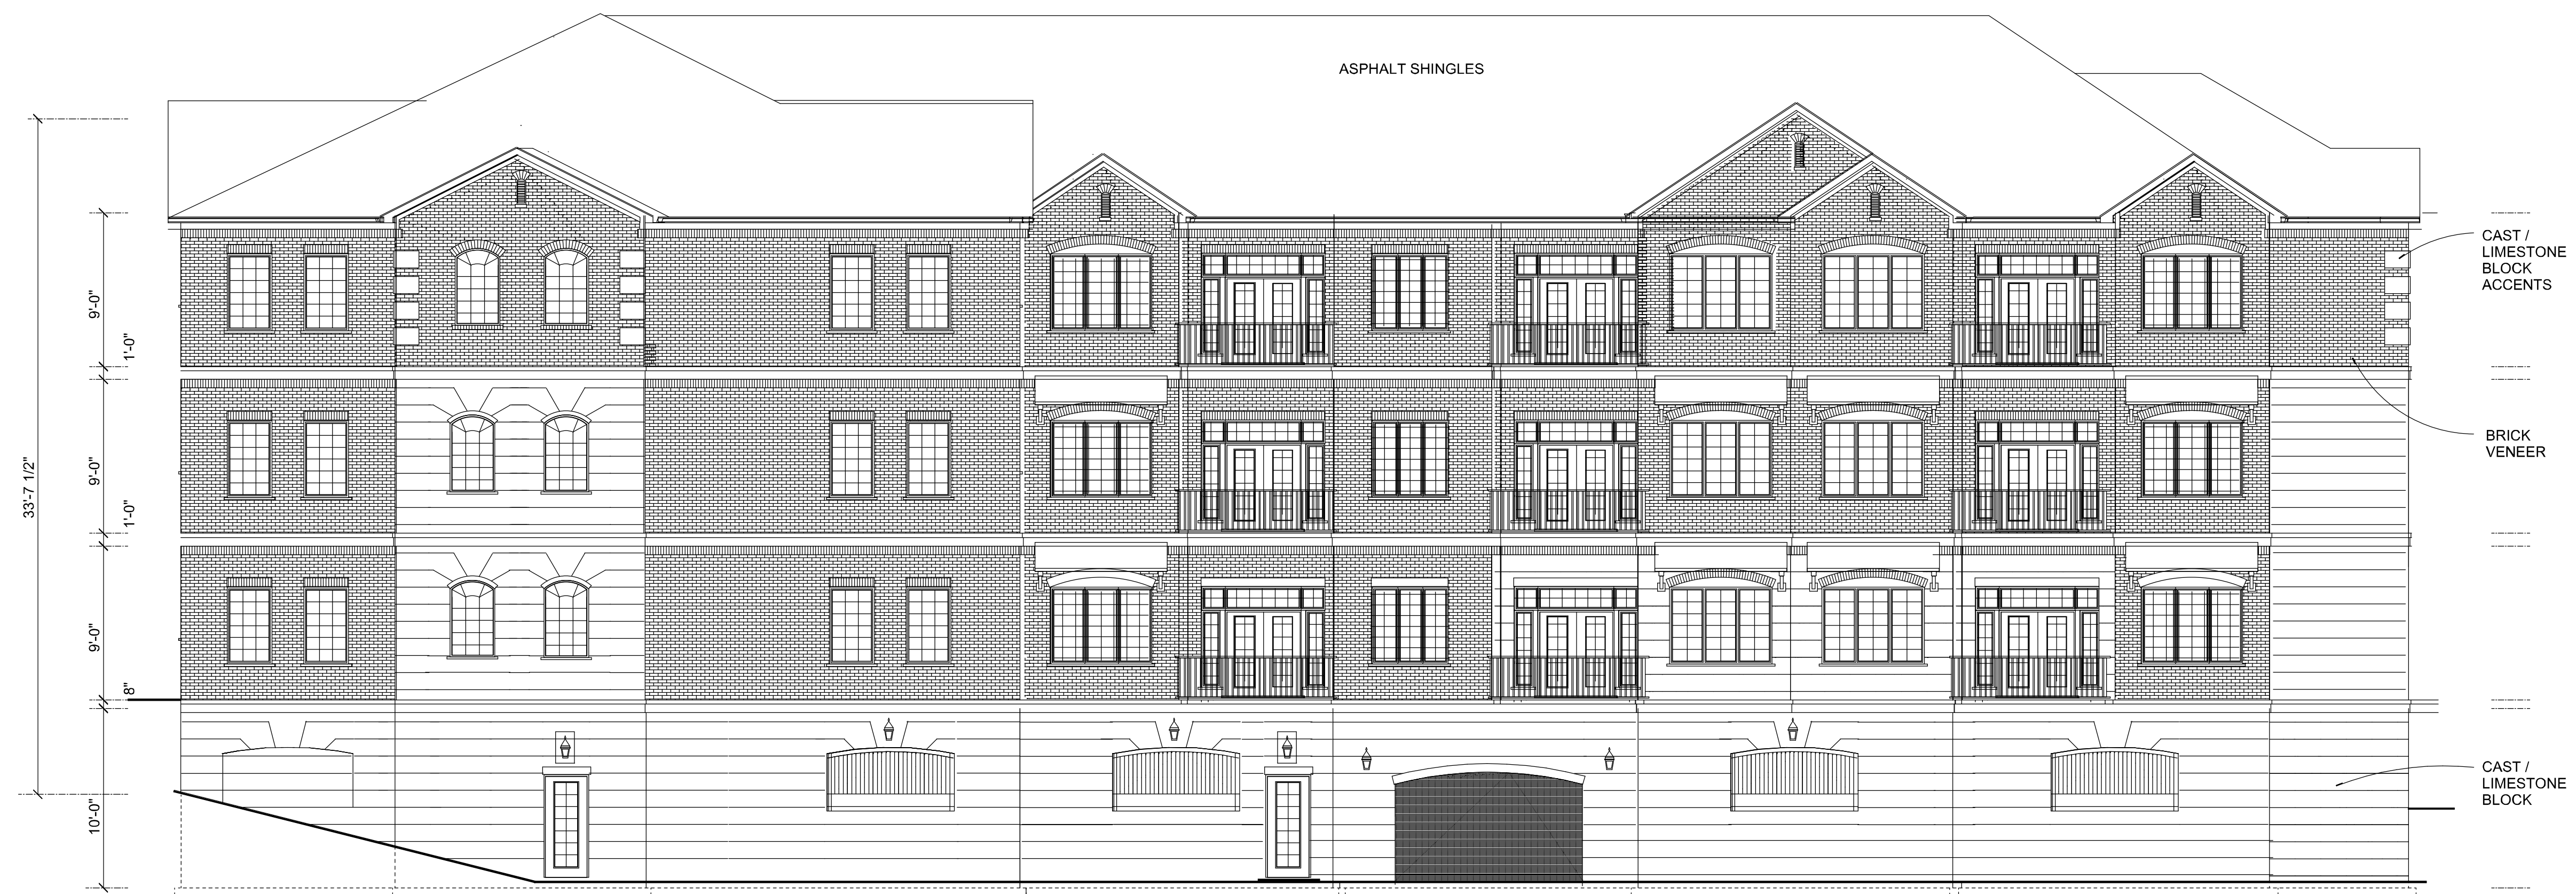 ASPHALT SHINGLES
CAST /
LIMESTONE
BLOCK
ACCENTS
BRICK
VENEER
CAST /
LIMESTONE
BLOCK
33'-7 1/2"
9'-0"
1'-0"
9'-0"
1'-0"
9'-0"
8"
10'-0"